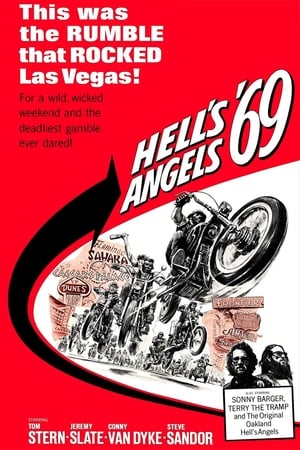 This was
the RUMBLE
that ROCKED
Las Vegas!
For a wild, wicked
weekend and the
deadliest gamble
ever dared!
HELL'S '69
ANGELS
SAHARA
DUNES
ALSO STARRING
SONNY BARGER,
TERRY THE TRAMP
and The Original
Oakland
Hell's Angels
STARRING
TOM JEREMY CONNY STEVE
STERN-SLATE-VAN DYKE-SANDOR